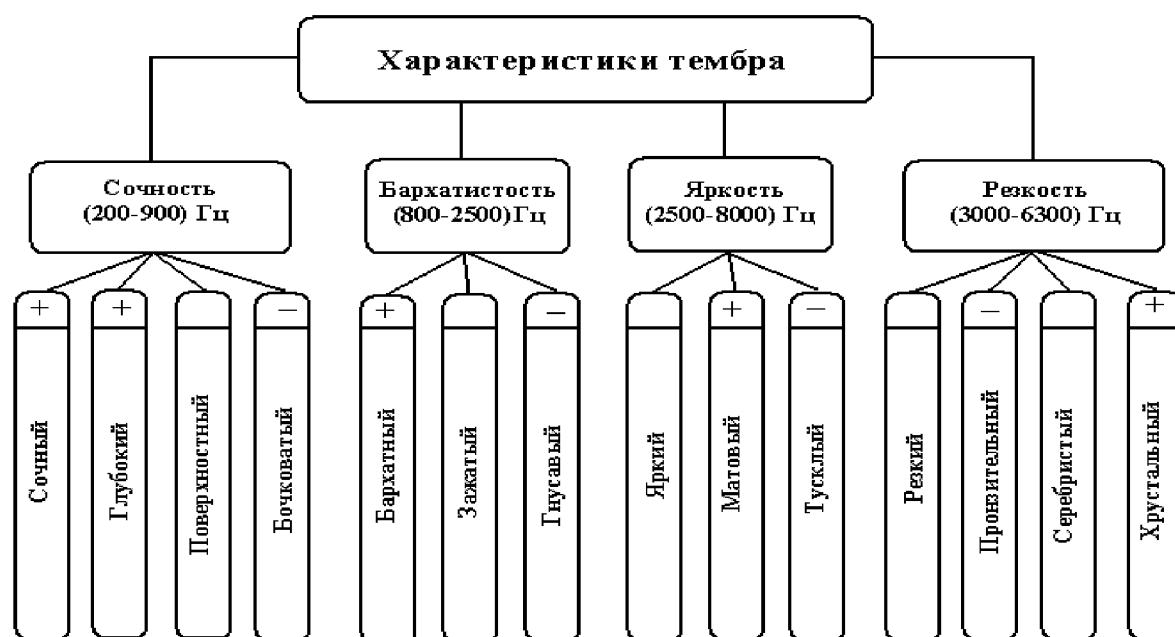 Характеристики тембра
Сочность
(200-900) Гц
Бархатистость
(800-2500)Гц
Яркость
(2500-8000) Гц
Резкость
(3000-6300) Гц
+
+
−
+
−
+
−
−
+
Сочный
Глубокий
Поверхностный
Бочковатый
Бархатный
Зажатый
Гнусавый
Яркий
Матовый
Тусклый
Резкий
Пронзительный
Серебристый
Хрустальный